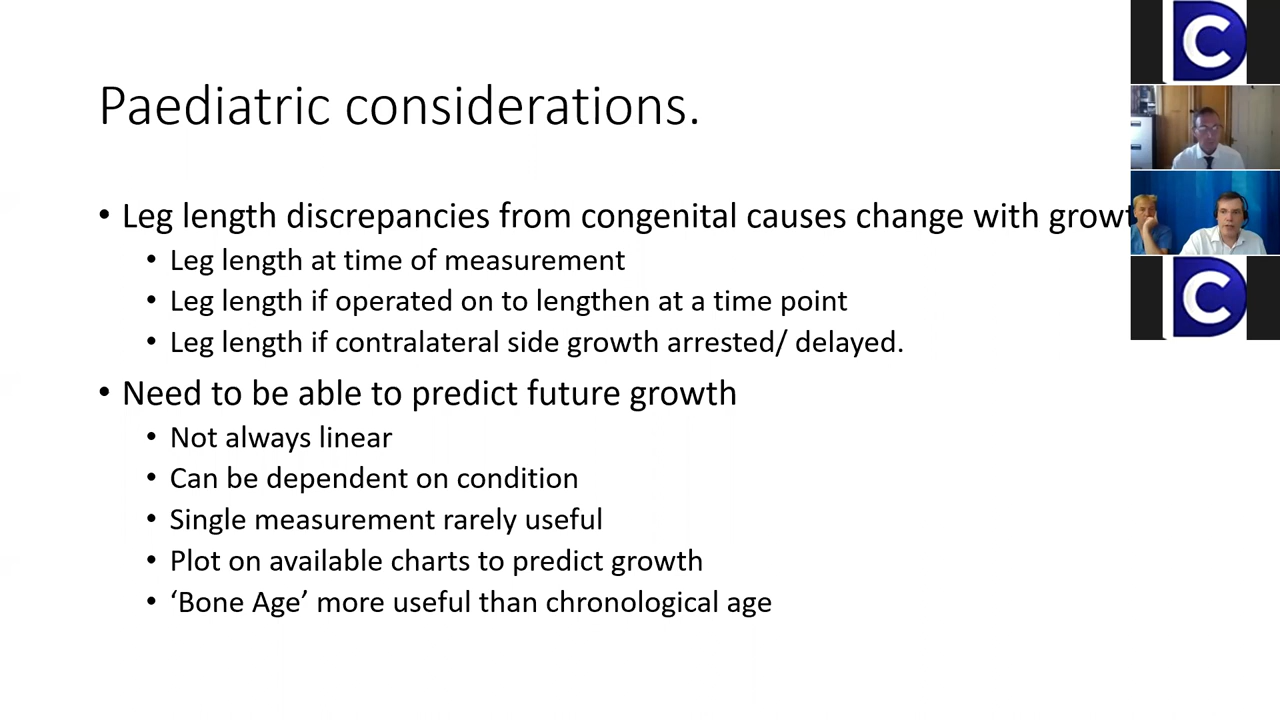 Paediatric considerations.
• Leg length discrepancies from congenital causes change with
• Leg length at time of measurement
• Leg length if operated on to lengthen at a time point
• Leg length if contralateral side growth arrested/ delayed.
• Need to be able to predict future growth
• Not always linear
• Can be dependent on condition
• Single measurement rarely useful
• Plot on available charts to predict growth
• ‘Bone Age’ more useful than chronological age
C
C